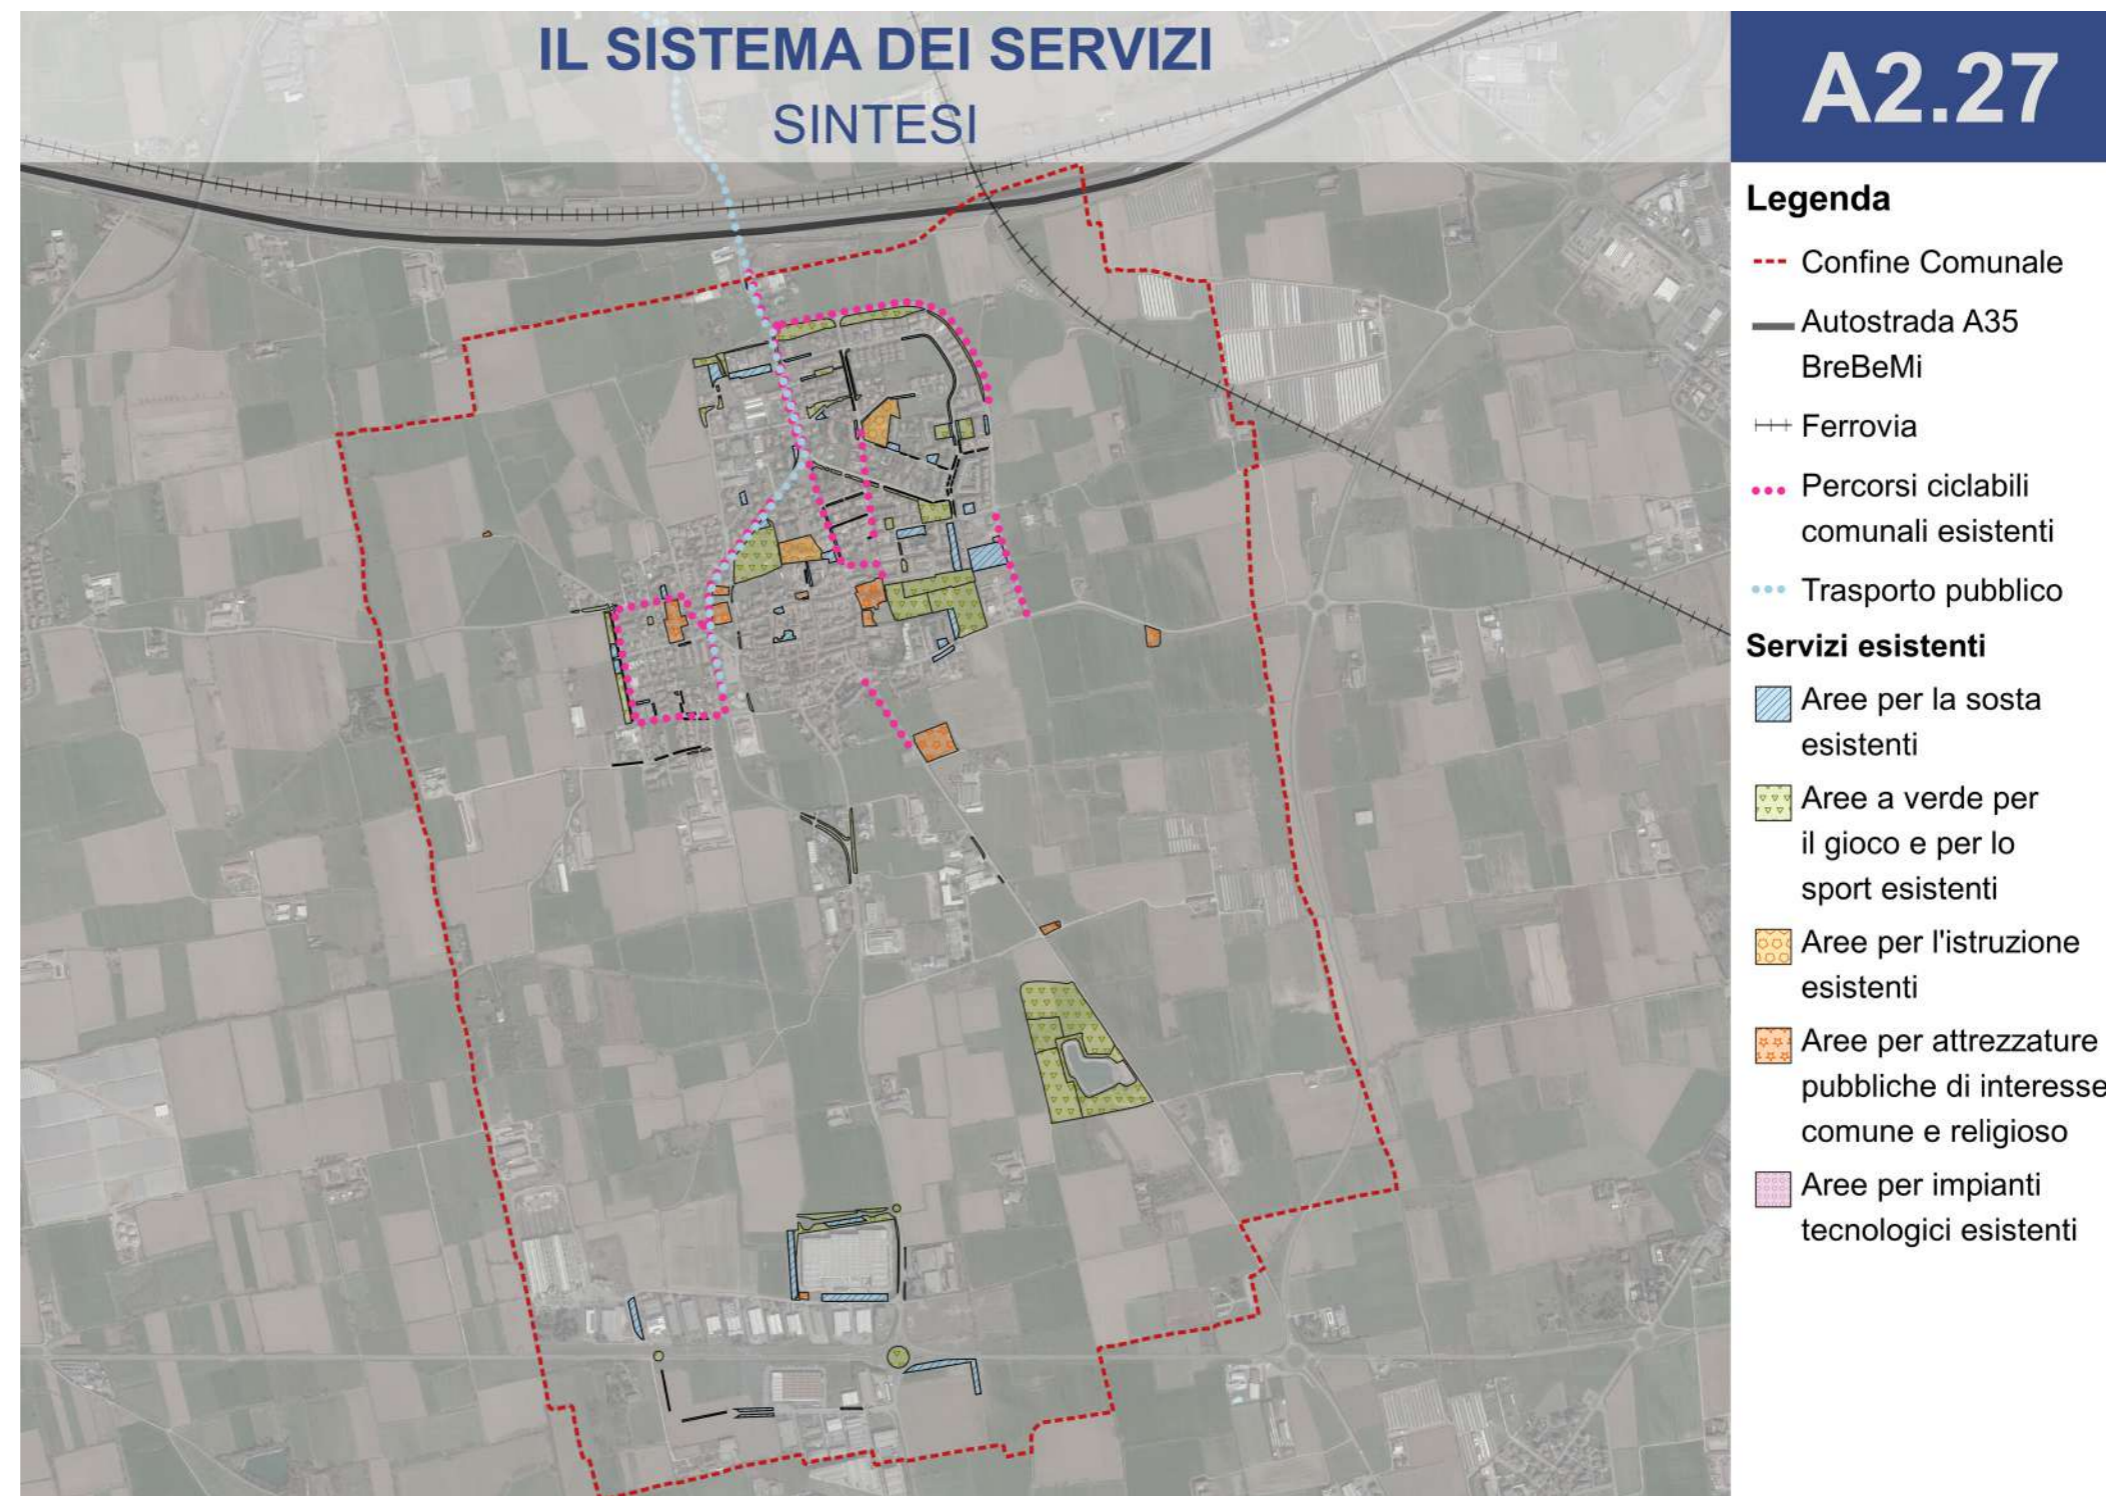 IL SISTEMA DEI SERVIZI
SINTESI
A2.27
Legenda
Confine Comunale
Autostrada A35
BreBeMi
Ferrovia
Percorsi ciclabili
comunali esistenti
Trasporto pubblico
Servizi esistenti
Aree per la sosta
esistenti
Aree a verde per
il gioco e per lo
sport esistenti
Aree per l'istruzione
esistenti
Aree per attrezzature
pubbliche di interesse
comune e religioso
Aree per impianti
tecnologici esistenti